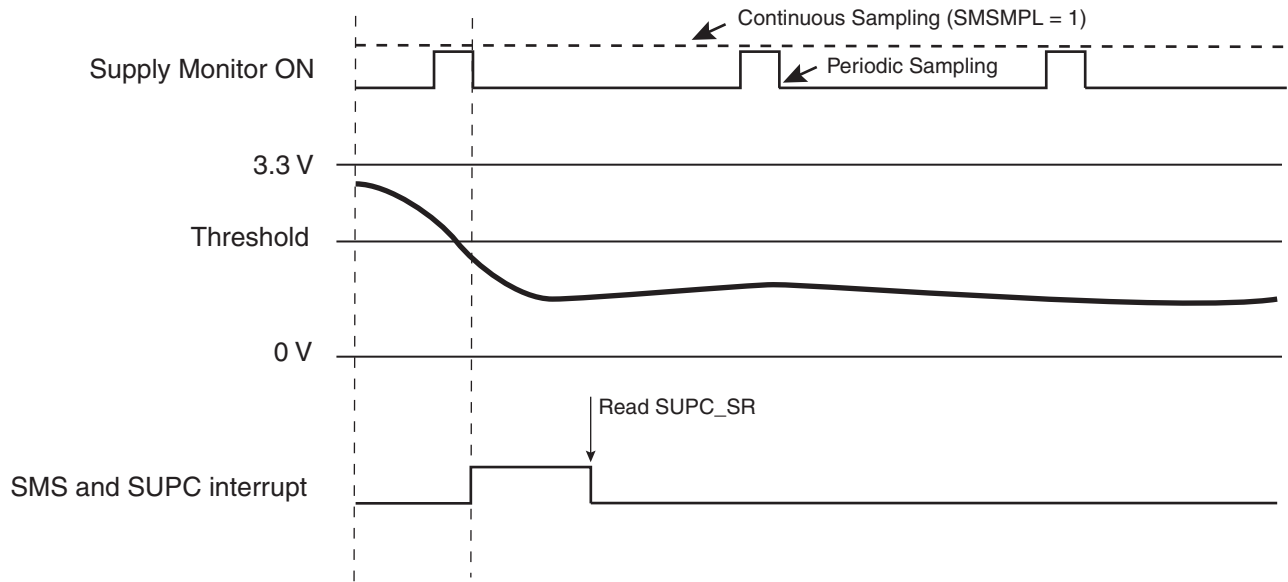 Continuous Sampling (SMSMPL = 1)
Supply Monitor ON
Periodic Sampling
3.3 V
Threshold
0 V
Read SUPC_SR
SMS and SUPC interrupt